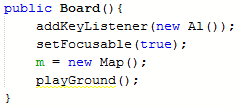 public Board(){
addKeyListener(new Al());
setFocusable(true);
m = new Map();
playGround();
}